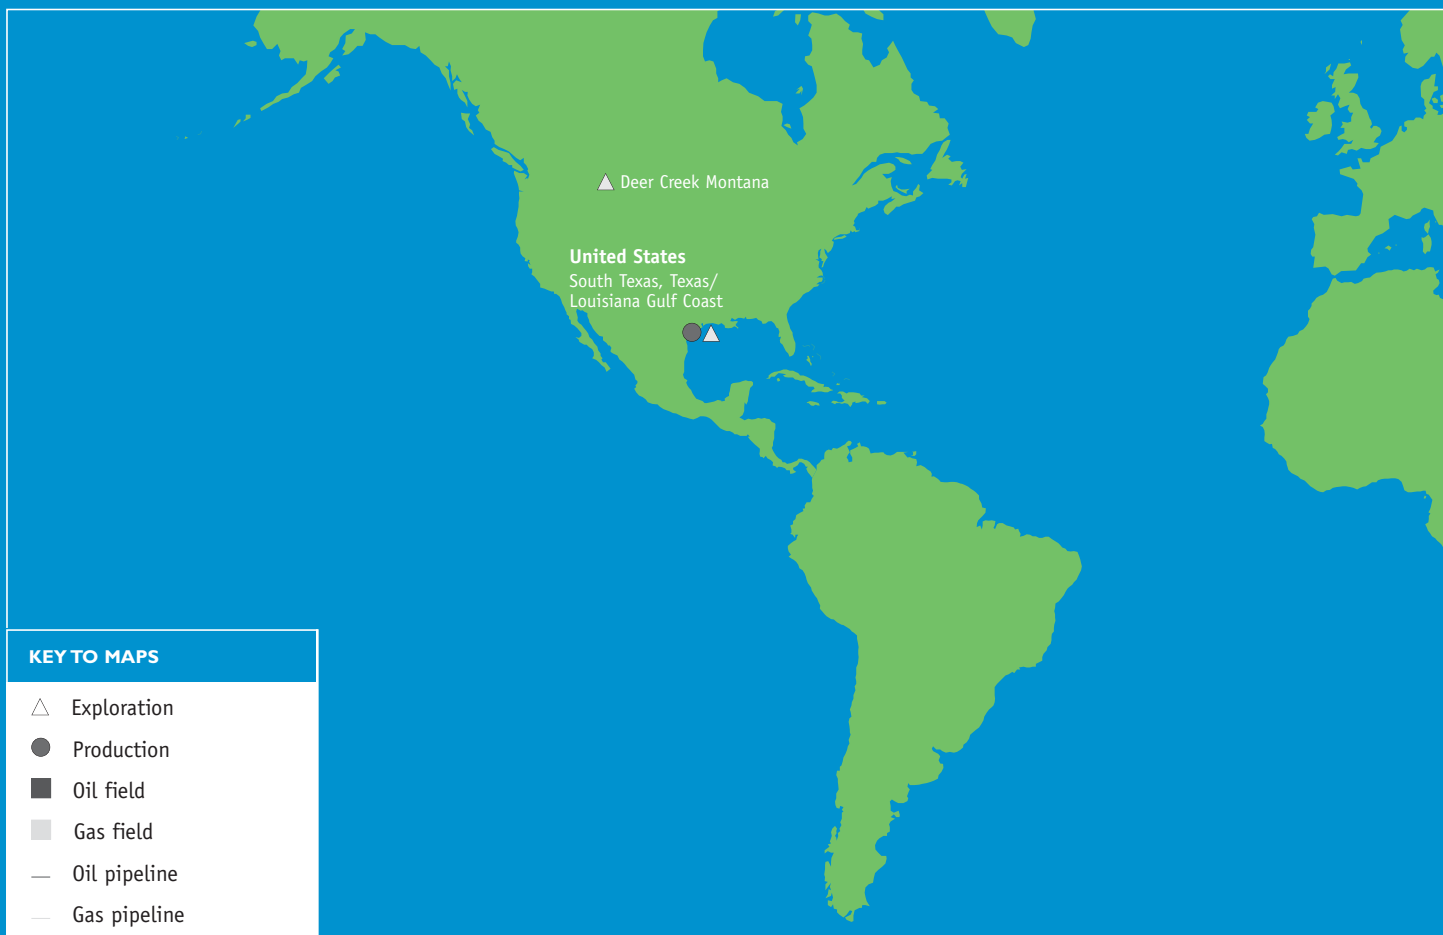 Deer Creek Montana
United States
South Texas, Texas/
Louisiana Gulf Coast
KEY TO MAPS
Exploration
Production
Oil field
Gas field
Oil pipeline
Gas pipeline